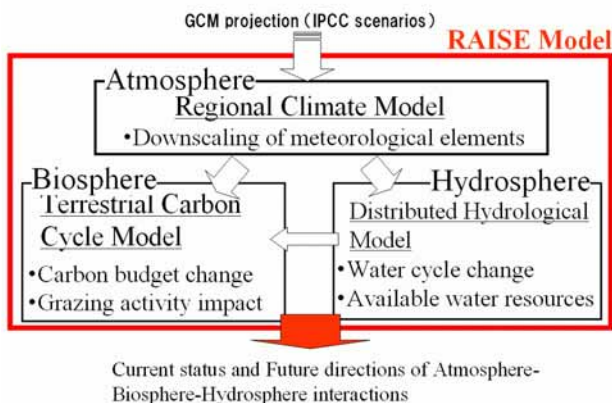 GCM projection (IPCC scenarios)
RAISE Model
Atmosphere
Regional Climate Model
•Downscaling of meteorological elements
Biosphere
Terrestrial Carbon
Cycle Model
•Carbon budget change
•Grazing activity impact
Hydrosphere
Distributed Hydrological
Model
•Water cycle change
•Available water resources
Current status and Future directions of Atmosphere-
Biosphere-Hydrosphere interactions